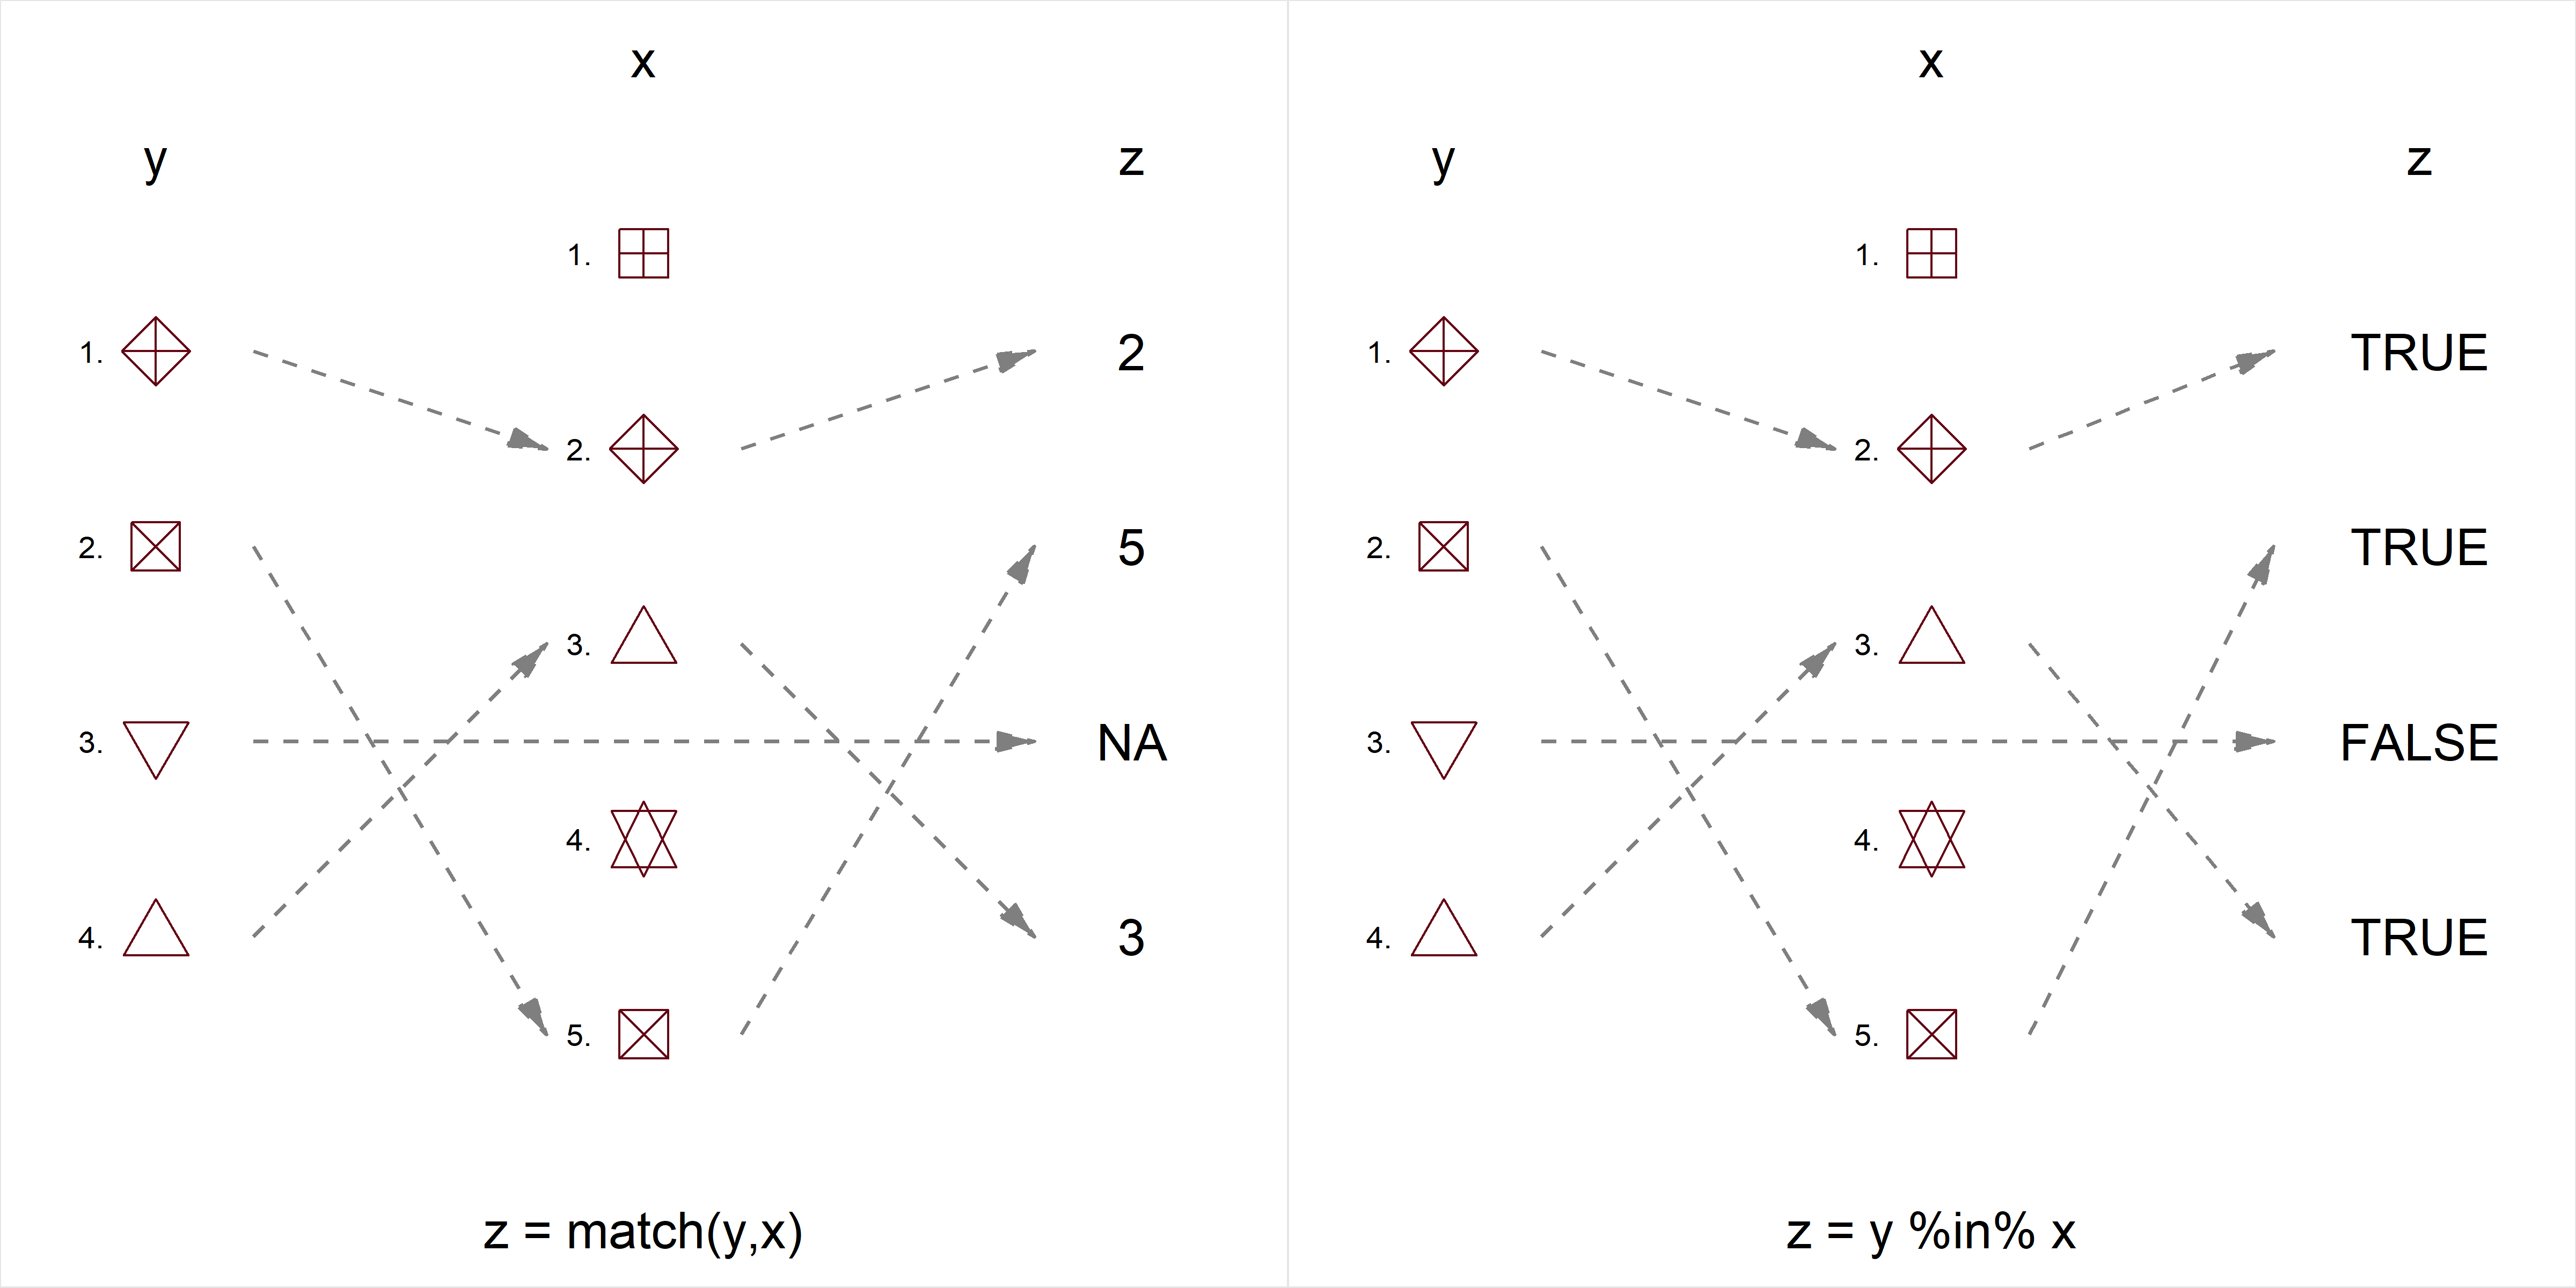 x
y
z
1.
1.
2
2.
2.
5
3.
3.
NA
4.
4.
3
5.
z = match(y,x)
x
y
z
1.
1.
TRUE
2.
2.
TRUE
3.
3.
FALSE
4.
4.
TRUE
5.
z = y %in% x